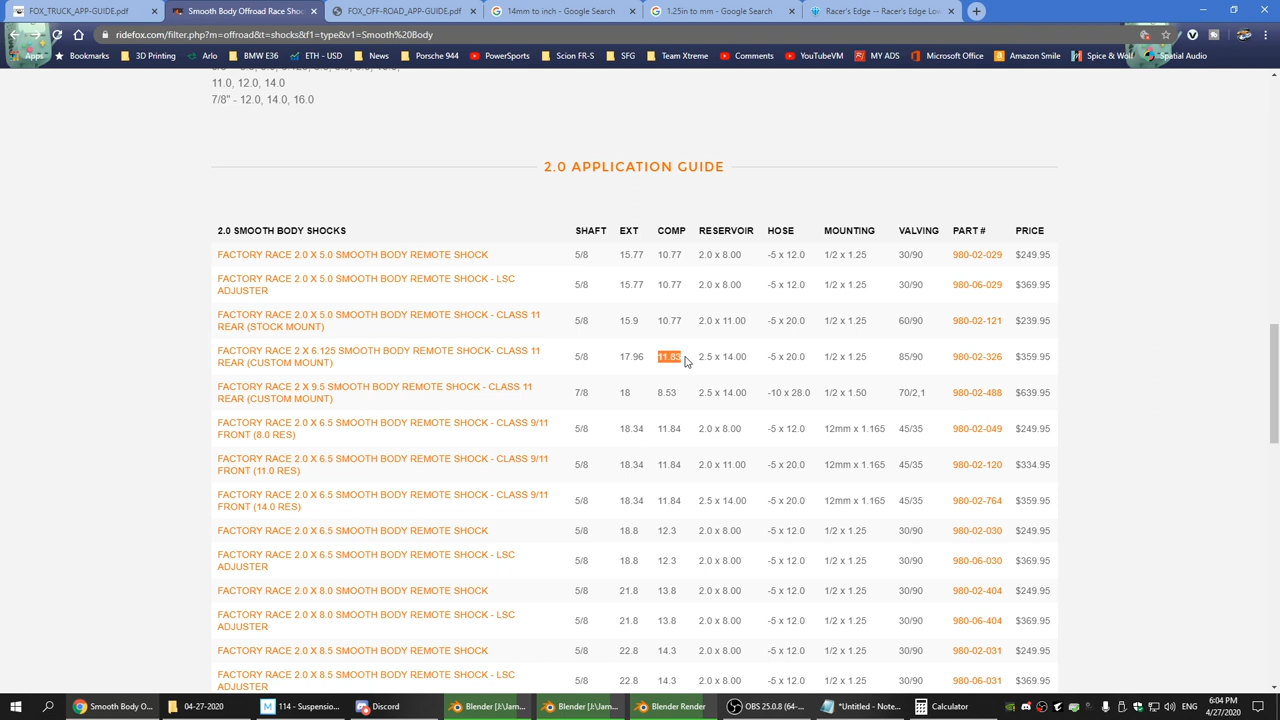 FOX_TRUCK_APP-GUIDE.pdf
FOX_OFF-ROAD_APP-GUIDE.pdf
14mm to inch - Google Search
Smooth Body Off-road Shocks
Racer X - Racer/Valving Low
ridefox.com/filter.php?m=offroad&t=shocks&f1=type&v1=Smooth%20Body
Apps
Bookmarks
3D Printing
Offroad
BMW E36
ETH - USD
News
Porsche 944
PowerSports
Scion FR-S
SFG
Team Xtreme
Comments
YouTubeVM
MY ADS
Microsoft Office
Amazon Smile
Spice & Wolf
Spatial Audio
11.0, 12.0, 14.0
7/8" - 12.0, 14.0, 16.0
2.0 APPLICATION GUIDE
2.0 SMOOTH BODY SHOCKS SHAFT EXT COMP RESERVOIR HOSE MOUNTING VALVING PART # PRICE
FACTORY RACE 2.0 X 5.0 SMOOTH BODY REMOTE SHOCK 5/8 15.77 10.77 2.0 x 8.00 -5 x 12.0 1/2 x 1.25 30/90 980-02-029 $249.95
FACTORY RACE 2.0 X 5.0 SMOOTH BODY REMOTE SHOCK - LSC
ADJUSTER 5/8 15.77 10.77 2.0 x 8.00 -5 x 12.0 1/2 x 1.25 30/90 980-06-029 $369.95
FACTORY RACE 2.0 X 5.0 SMOOTH BODY REMOTE SHOCK - CLASS 11
REAR (STOCK MOUNT) 5/8 15.9 10.77 2.0 x 11.00 -5 x 20.0 1/2 x 1.25 60/90 980-02-121 $239.95
FACTORY RACE 2 X 6.125 SMOOTH BODY REMOTE SHOCK- CLASS 11
REAR (CUSTOM MOUNT) 5/8 17.96 11.83 2.5 x 14.00 -5 x 20.0 1/2 x 1.25 85/90 980-02-326 $359.95
FACTORY RACE 2 X 9.5 SMOOTH BODY REMOTE SHOCK - CLASS 11
REAR (CUSTOM MOUNT) 7/8 18 8.53 2.5 x 14.00 -10 x 28.0 1/2 x 1.50 70/2,1 980-02-488 $639.95
FACTORY RACE 2.0 X 6.5 SMOOTH BODY REMOTE SHOCK - CLASS 9/11
FRONT (8.0 RES) 5/8 18.34 11.84 2.0 x 8.00 -5 x 12.0 12mm x 1.165 45/35 980-02-049 $249.95
FACTORY RACE 2.0 X 6.5 SMOOTH BODY REMOTE SHOCK - CLASS 9/11
FRONT (11.0 RES) 5/8 18.34 11.84 2.0 x 11.00 -5 x 20.0 12mm x 1.165 45/35 980-02-120 $334.95
FACTORY RACE 2.0 X 6.5 SMOOTH BODY REMOTE SHOCK - CLASS 9/11
FRONT (14.0 RES) 5/8 18.34 11.84 2.5 x 14.00 -5 x 20.0 12mm x 1.165 45/35 980-02-764 $359.95
FACTORY RACE 2.0 X 6.5 SMOOTH BODY REMOTE SHOCK 5/8 18.8 12.3 2.0 x 8.00 -5 x 12.0 1/2 x 1.25 30/90 980-02-030 $249.95
FACTORY RACE 2.0 X 6.5 SMOOTH BODY REMOTE SHOCK - LSC
ADJUSTER 5/8 18.8 12.3 2.0 x 8.00 -5 x 12.0 1/2 x 1.25 30/90 980-06-030 $369.95
FACTORY RACE 2.0 X 8.0 SMOOTH BODY REMOTE SHOCK 5/8 21.8 13.8 2.0 x 8.00 -5 x 12.0 1/2 x 1.25 30/90 980-02-404 $249.95
FACTORY RACE 2.0 X 8.0 SMOOTH BODY REMOTE SHOCK - LSC
ADJUSTER 5/8 21.8 13.8 2.0 x 8.00 -5 x 12.0 1/2 x 1.25 30/90 980-06-404 $369.95
FACTORY RACE 2.0 X 8.5 SMOOTH BODY REMOTE SHOCK 5/8 22.8 14.3 2.0 x 8.00 -5 x 12.0 1/2 x 1.25 30/90 980-02-031 $249.95
FACTORY RACE 2.0 X 8.5 SMOOTH BODY REMOTE SHOCK - LSC
ADJUSTER 5/8 22.8 14.3 2.0 x 8.00 -5 x 12.0 1/2 x 1.25 30/90 980-06-031 $369.95
Smooth Body O...
04-27-2020
114 - Suspensio...
Discord
Blender [J:\Jam...
Blender [J:\Jam...
Blender Render
OBS 25.0.8 (64-...
*Untitled - Note...
Calculator
6:04 PM
4/27/2020